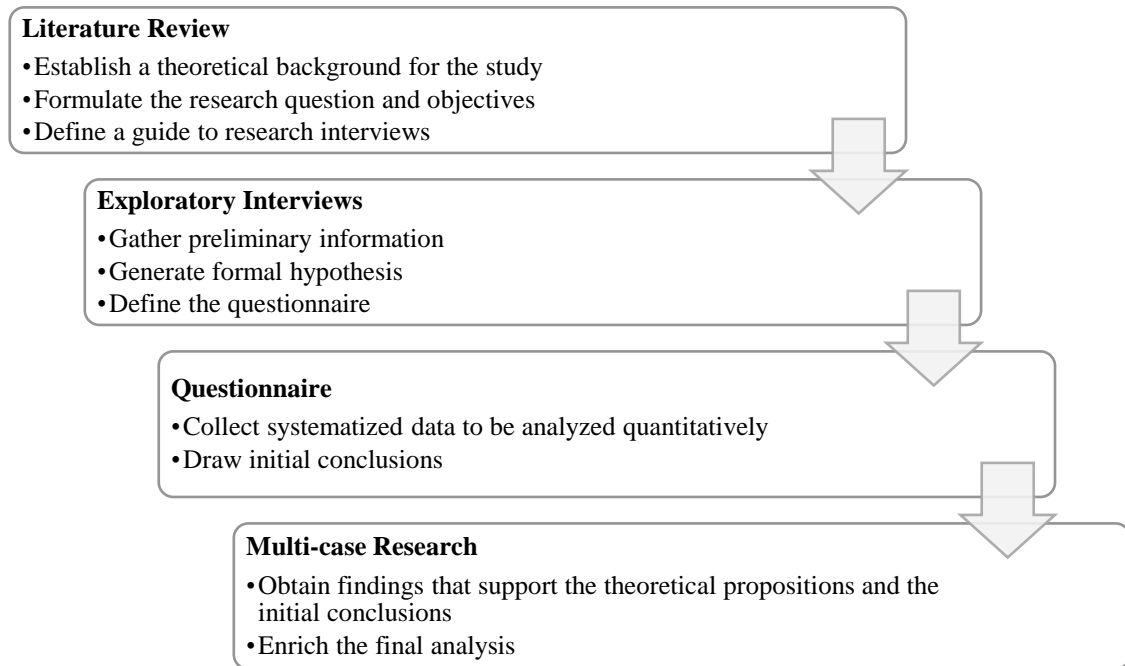 Literature Review
•Establish a theoretical background for the study
•Formulate the research question and objectives
•Define a guide to research interviews
Exploratory Interviews
•Gather preliminary information
•Generate formal hypothesis
•Define the questionnaire
Questionnaire
•Collect systematized data to be analyzed quantitatively
•Draw initial conclusions
Multi-case Research
•Obtain findings that support the theoretical propositions and the
initial conclusions
•Enrich the final analysis